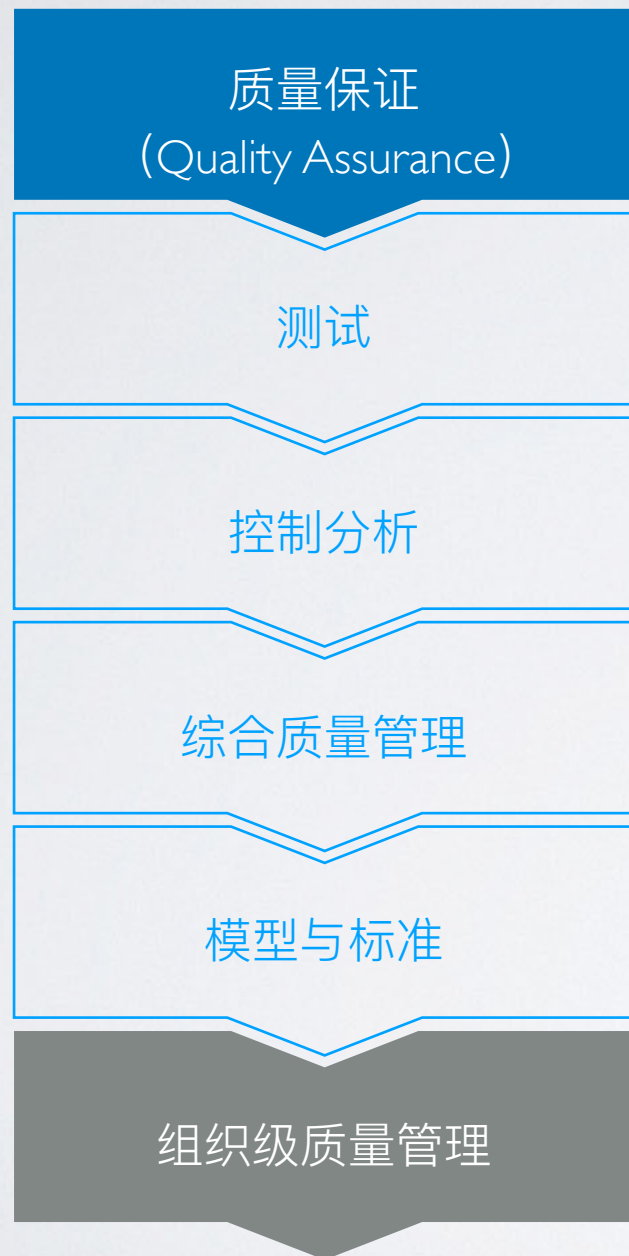 质量保证
（Quality Assurance）
测试
控制分析
综合质量管理
模型与标准
组织级质量管理